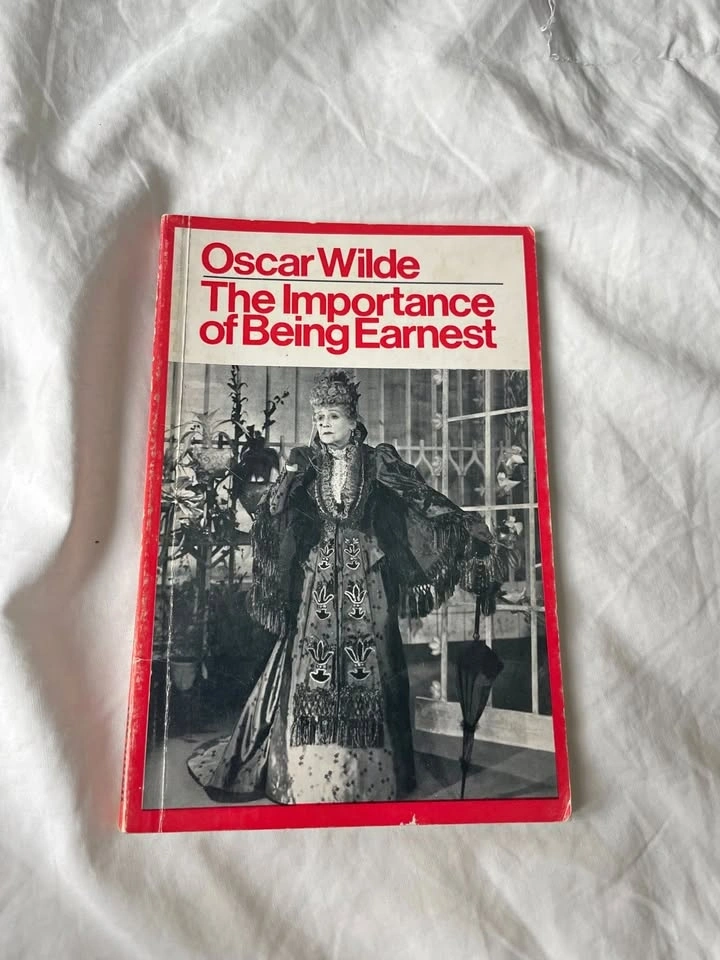 Oscar Wilde
The Importance
of Being Earnest